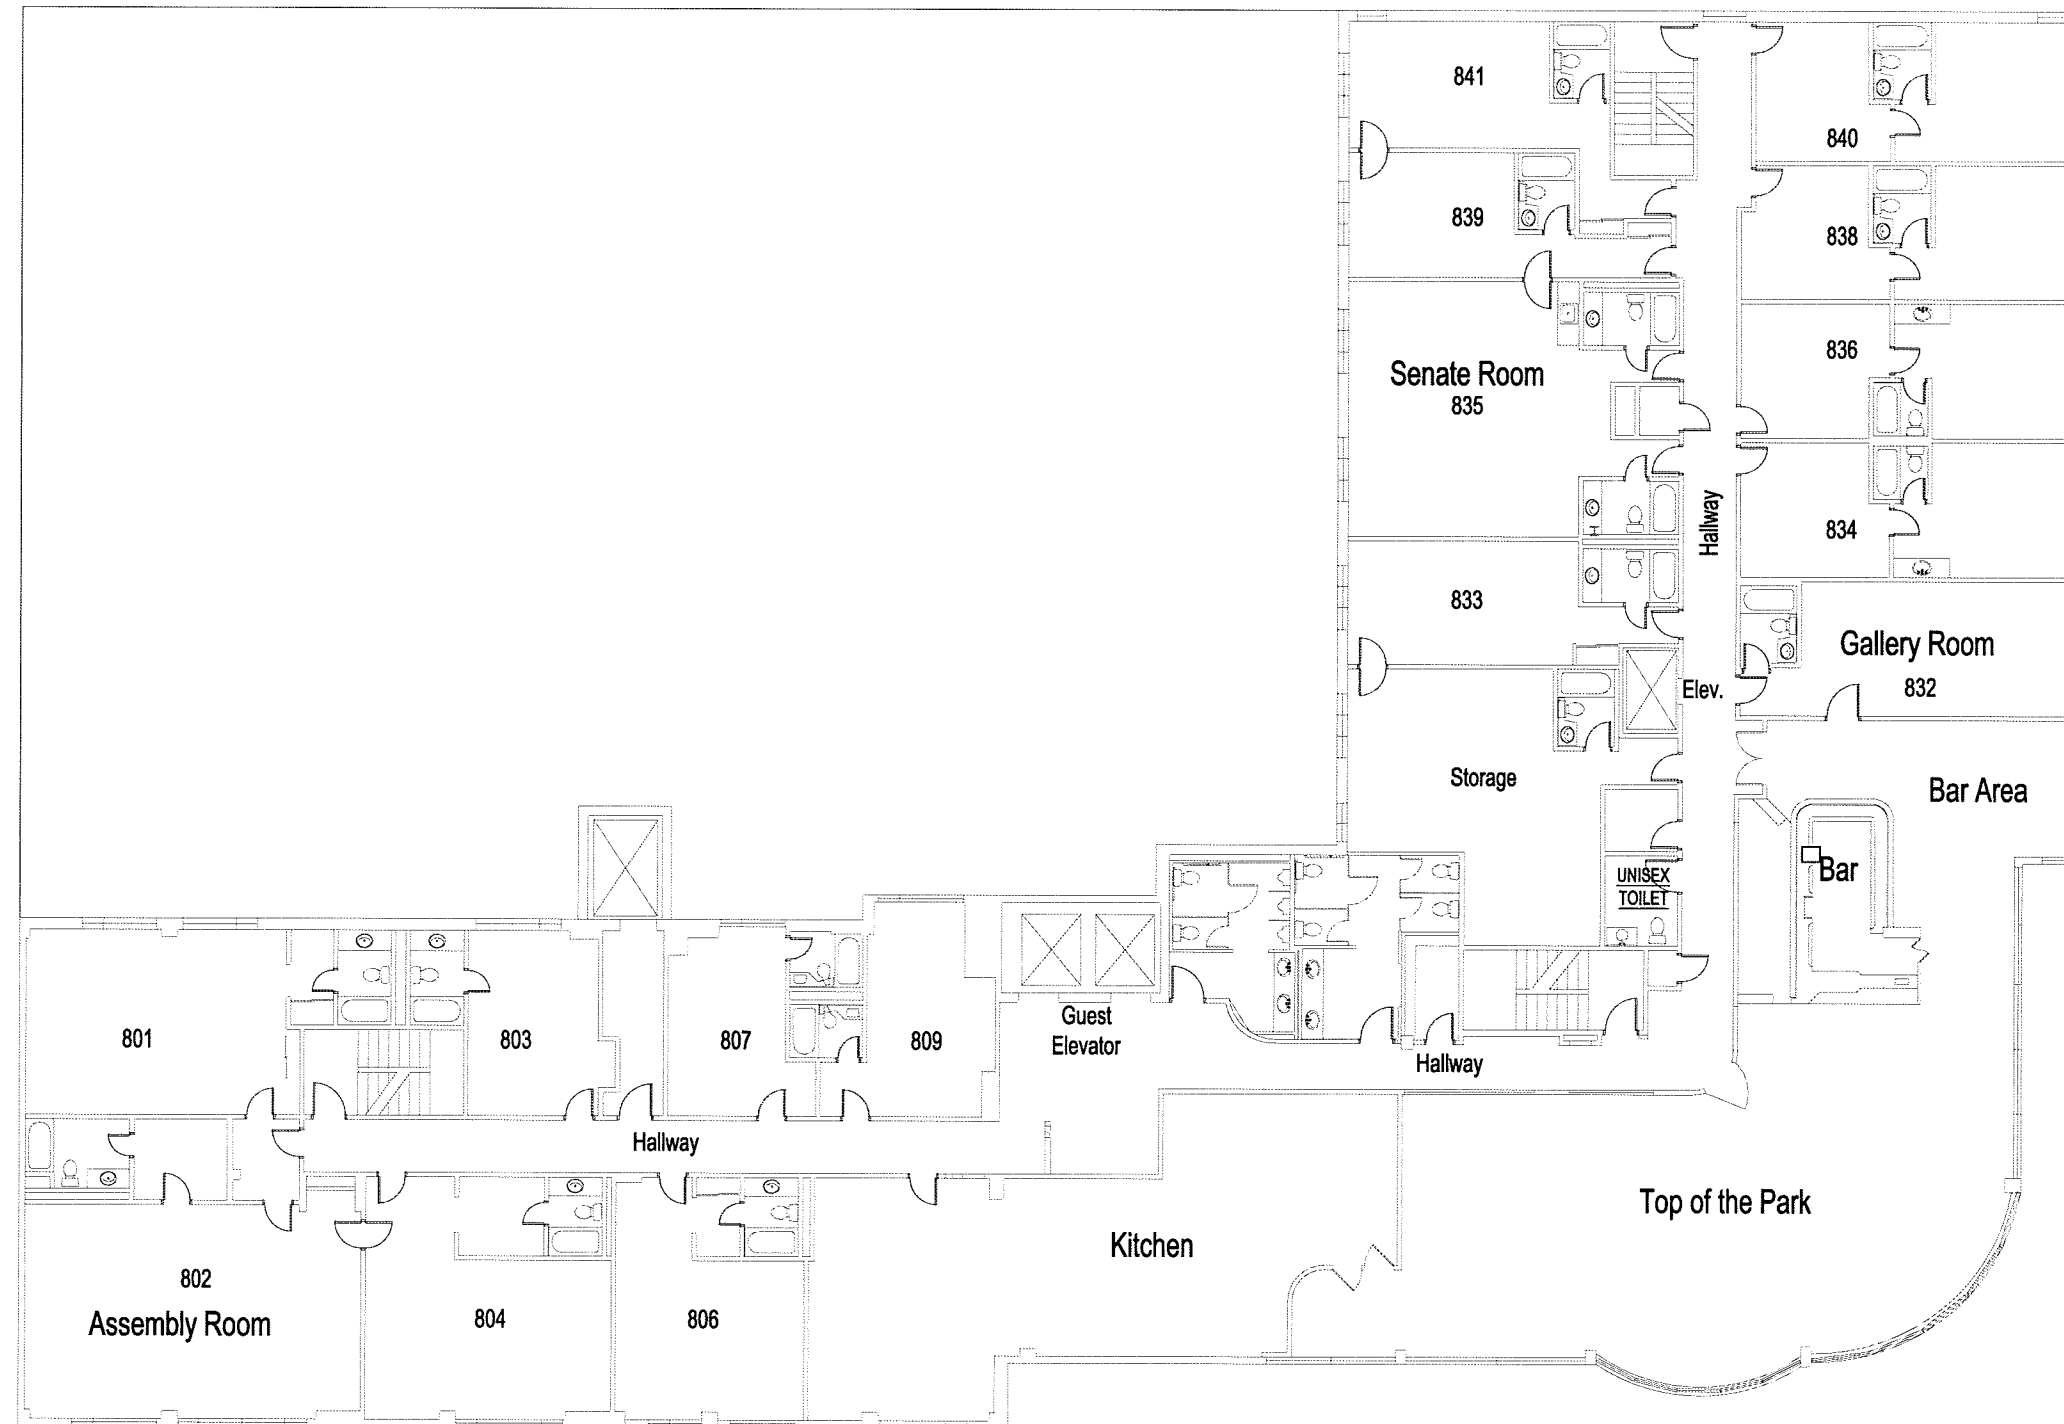 841
840
839
838
836
Senate Room
835
Hallway
834
833
Gallery Room
832
Elev.
Storage
Bar Area
Bar
UNISEX
TOILET
801
803
807
809
Guest
Elevator
Hallway
Hallway
Top of the Park
Kitchen
802
Assembly Room
804
806